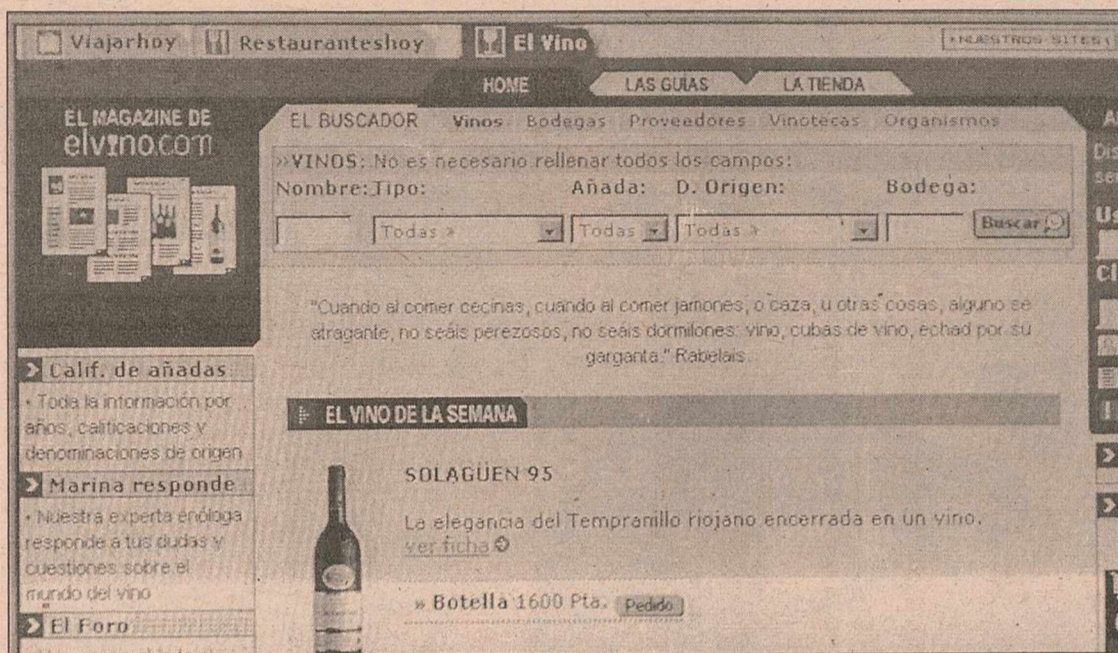 Viajarhoy Restauranteshoy El Vino NUESTROS SITES
HOME LAS GUÍAS LA TIENDA
EL MAGAZINE DE
elvino.com
EL BUSCADOR Vinos Bodegas Proveedores Vinotecas Organismos
»VINOS: No es necesario rellenar todos los campos:
Nombre: Tipo: Añada: D. Origen: Bodega:
Todas » Todas Todas » Buscar
"Cuando al comer cecinas, cuando al comer jamones, o caza, u otras cosas, alguno se
atragante, no seáis perezosos, no seáis dormilones: vino, cubas de vino, echad por su
garganta." Rabelais.
Calif. de añadas
• Toda la información por
años, calificaciones y
denominaciones de origen
Marina responde
• Nuestra experta enóloga
responde a tus dudas y
cuestiones sobre el
mundo del vino
El Foro
EL VINO DE LA SEMANA
SOLAGÜEN 95
La elegancia del Tempranillo riojano encerrada en un vino.
ver ficha
» Botella 1600 Pta. Pedido